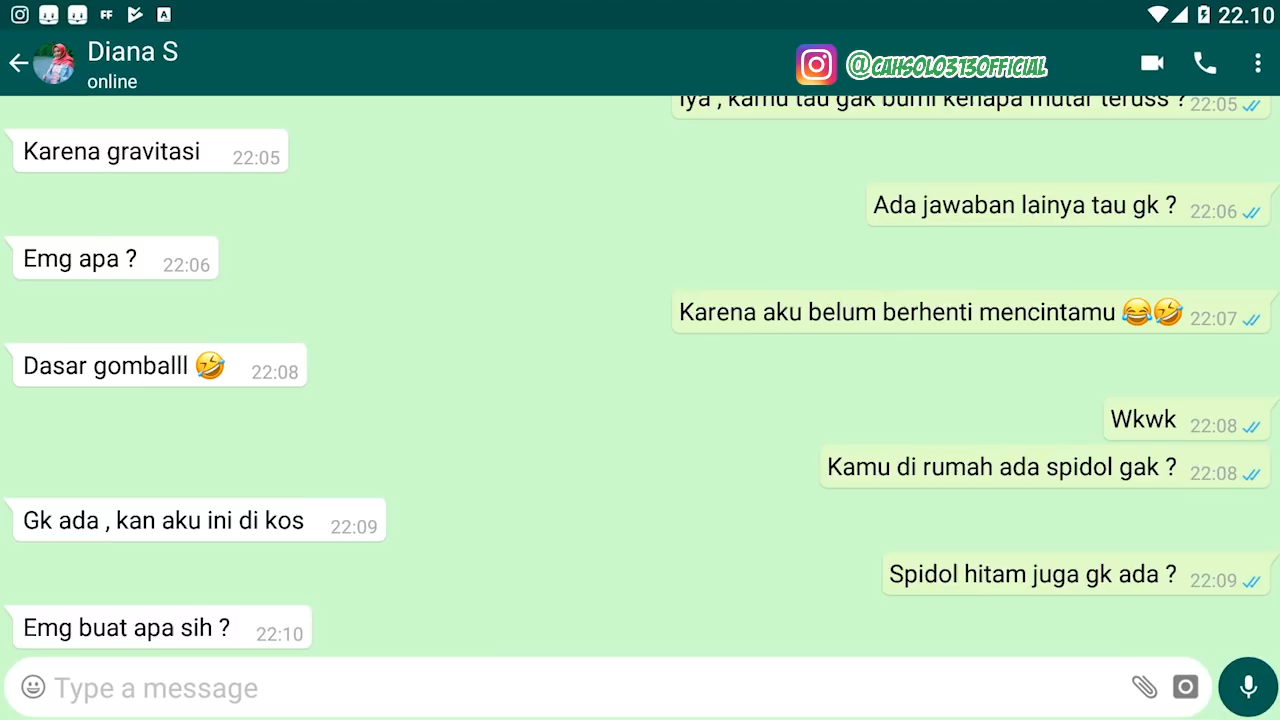 22.10
Diana S
online
@CAHSOLO313OFFICIAL
Iya , kamu tau gak bumi kenapa mutar teruss ? 22:05
Karena gravitasi 22:05
Ada jawaban lainya tau gk ? 22:06
Emg apa ? 22:06
Karena aku belum berhenti mencintamu 😂🤣 22:07
Dasar gomballl 🤣 22:08
Wkwk 22:08
Kamu di rumah ada spidol gak ? 22:08
Gk ada , kan aku ini di kos 22:09
Spidol hitam juga gk ada ? 22:09
Emg buat apa sih ? 22:10
Type a message